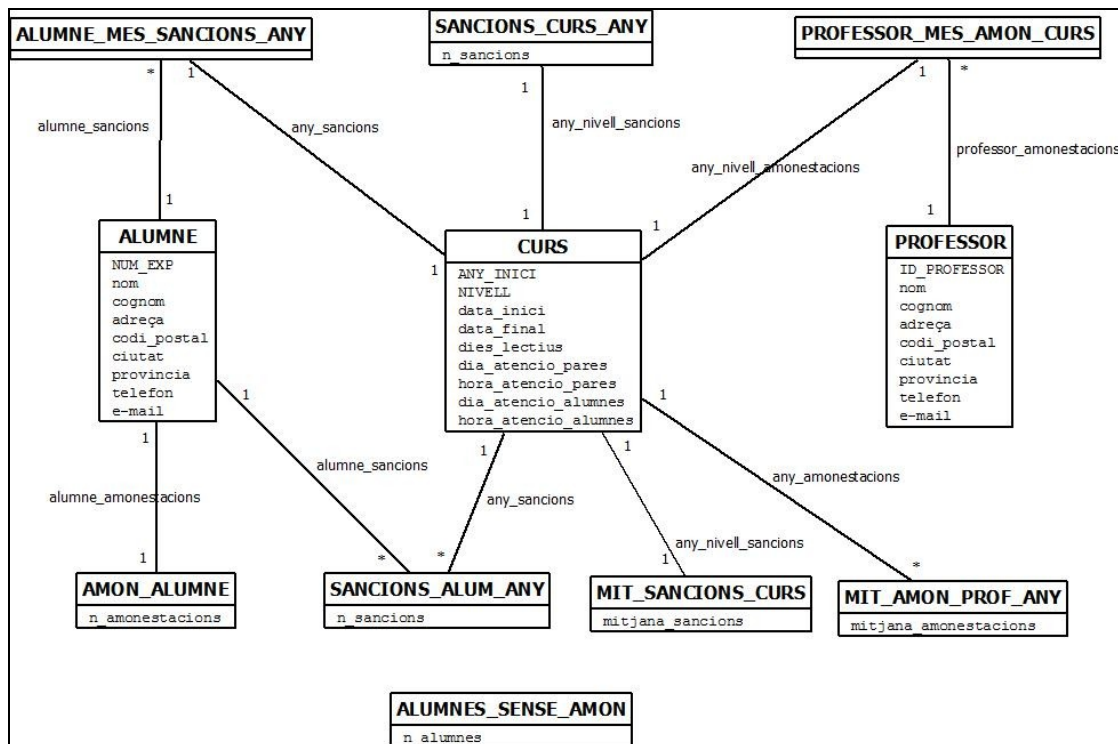 ALUMNE_MES_SANCIONS_ANY
SANCIONS_CURS_ANY
n_sancions
PROFESSOR_MES_AMON_CURS
*
1
1
1
*
alumne_sancions
any_sancions
any_nivell_sancions
any_nivell_amonestacions
professor_amonestacions
1
1
1
1
1
ALUMNE
NUM_EXP
nom
cognom
adreça
codi_postal
ciutat
provincia
telefon
e-mail
CURS
ANY_INICI
NIVELL
data_inici
data_final
dies_lectius
dia_atencio_pares
hora_atencio_pares
dia_atencio_alumnes
hora_atencio_alumnes
PROFESSOR
ID_PROFESSOR
nom
cognom
adreça
codi_postal
ciutat
provincia
telefon
e-mail
1
1
1
1
1
alumne_sancions
alumne_amonestacions
any_sancions
any_amonestacions
any_nivell_sancions
1
*
*
1
*
AMON_ALUMNE
n_amonestacions
SANCIONS_ALUM_ANY
n_sancions
MIT_SANCIONS_CURS
mitjana_sancions
MIT_AMON_PROF_ANY
mitjana_amonestacions
ALUMNES_SENSE_AMON
n_alumnes